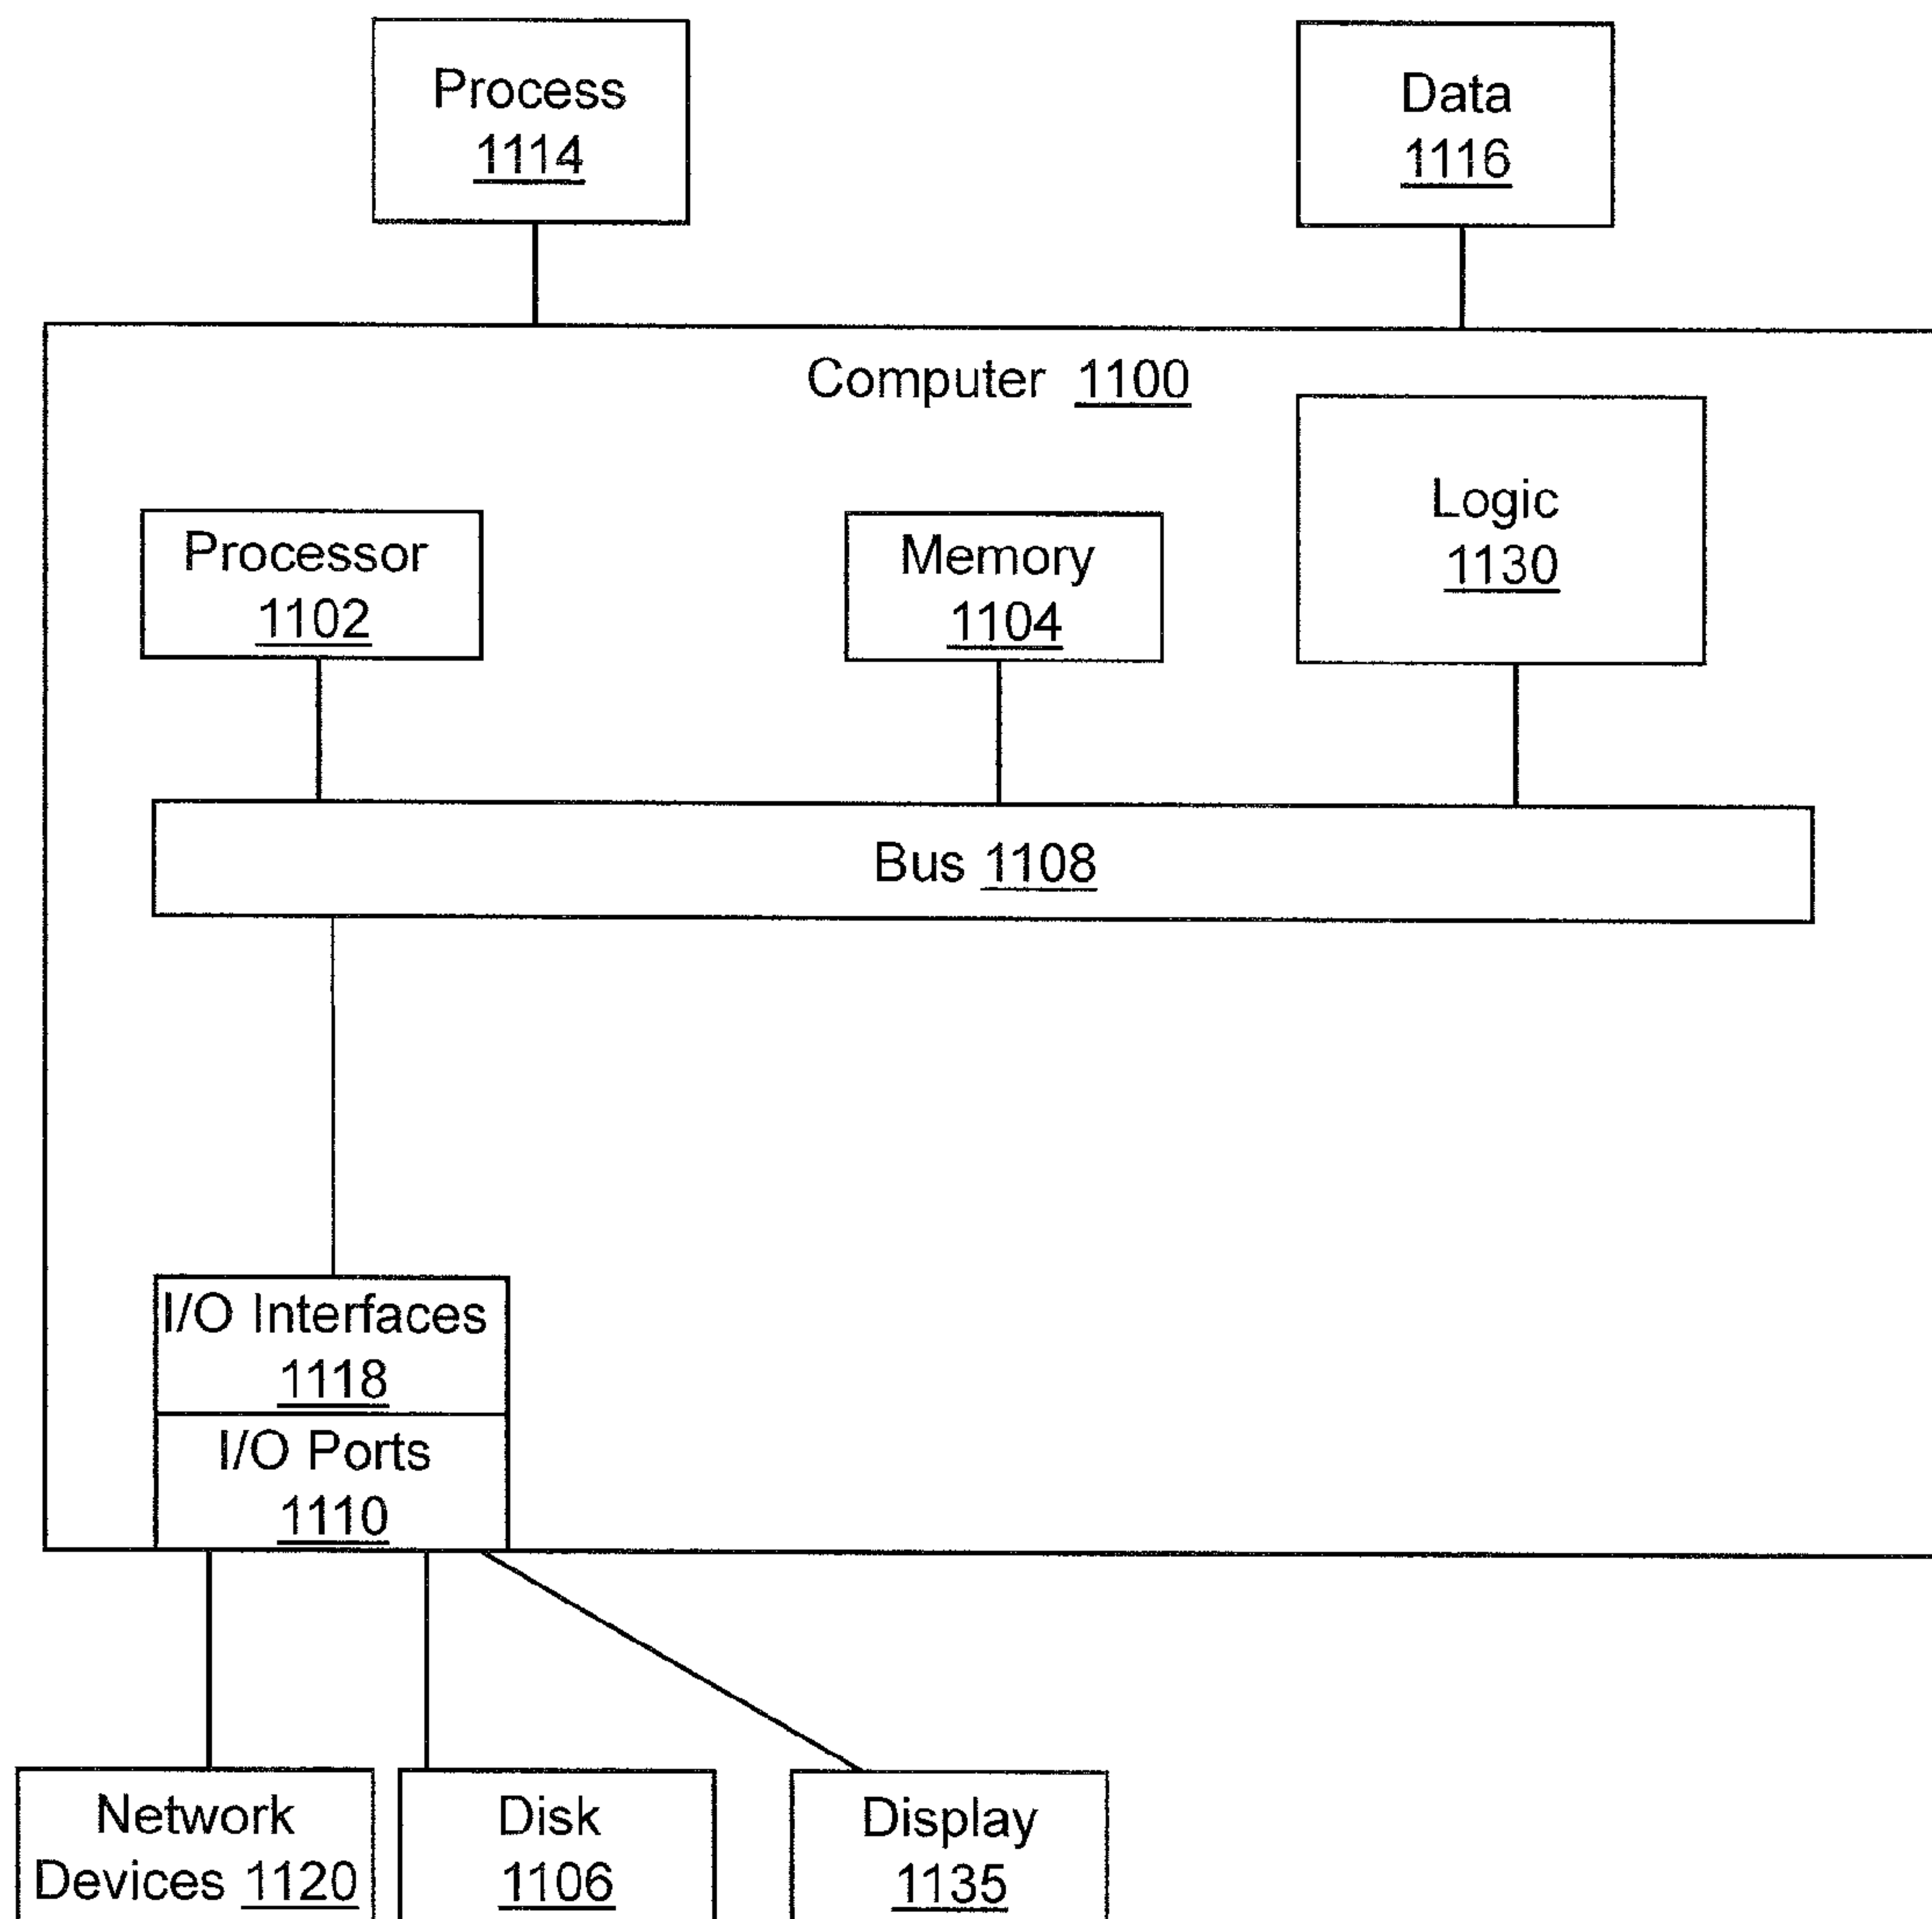 Process
1114
Data
1116
Computer 1100
Logic
1130
Processor
1102
Memory
1104
Bus 1108
I/O Interfaces
1118
I/O Ports
1110
Network
Devices 1120
Disk
1106
Display
1135